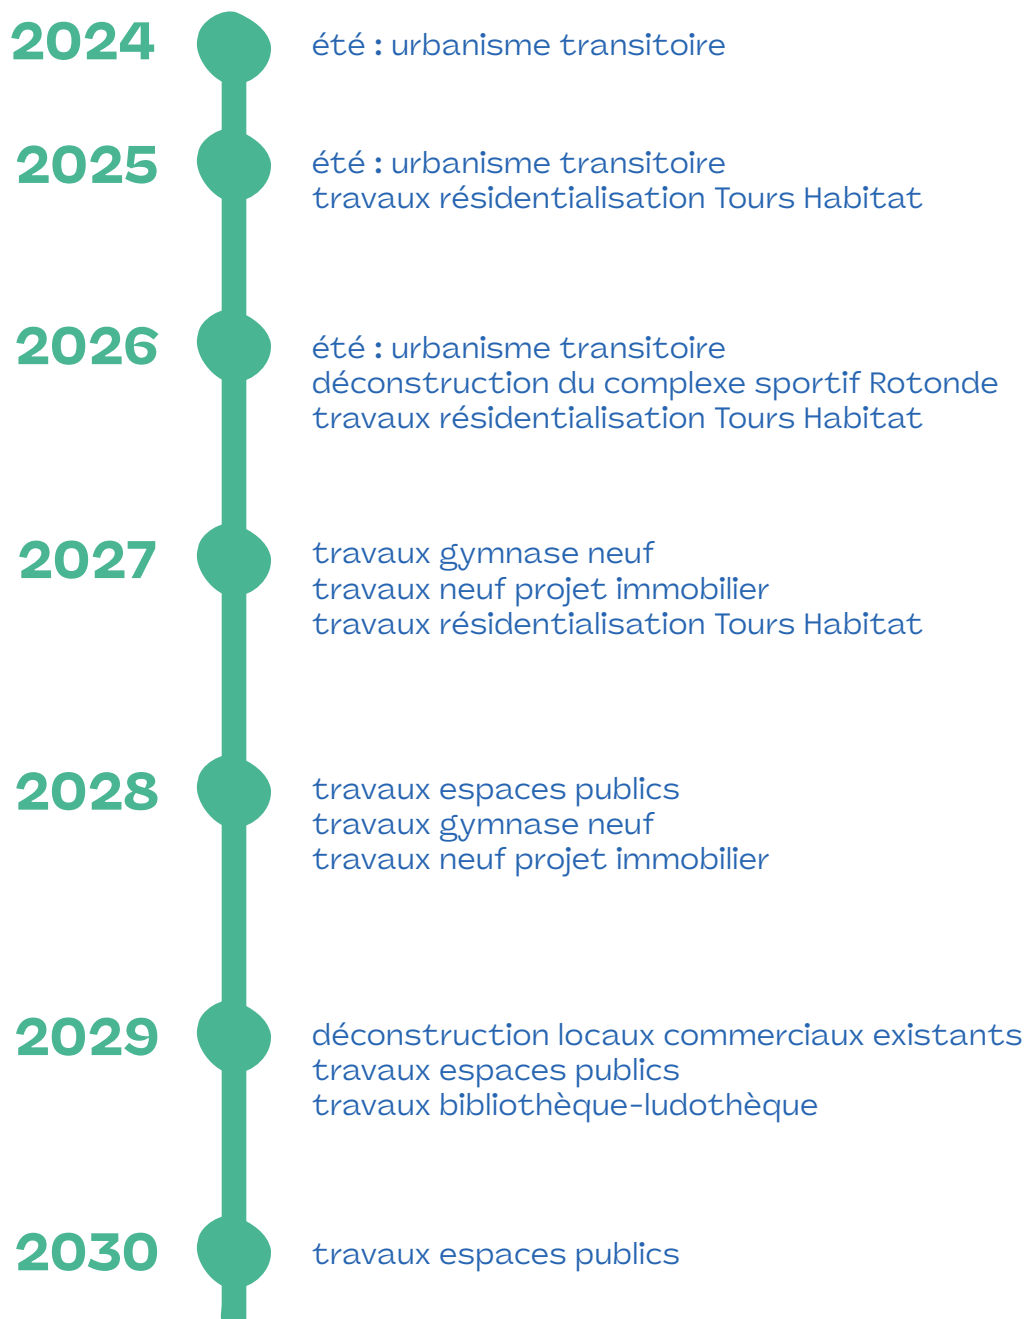 2024
été : urbanisme transitoire
2025
été : urbanisme transitoire
travaux résidentialisation Tours Habitat
2026
été : urbanisme transitoire
déconstruction du complexe sportif Rotonde
travaux résidentialisation Tours Habitat
2027
travaux gymnase neuf
travaux neuf projet immobilier
travaux résidentialisation Tours Habitat
2028
travaux espaces publics
travaux gymnase neuf
travaux neuf projet immobilier
2029
déconstruction locaux commerciaux existants
travaux espaces publics
travaux bibliothèque-ludothèque
2030
travaux espaces publics